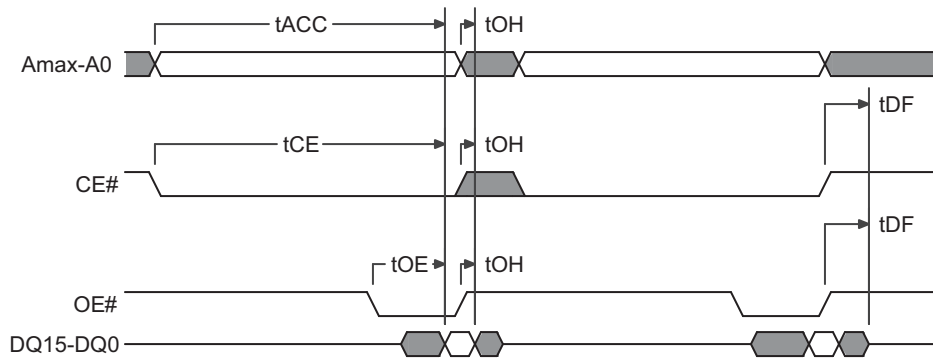 tACC tOH
Amax-A0
tDF
tCE tOH
CE#
tDF
tOE tOH
OE#
DQ15-DQ0